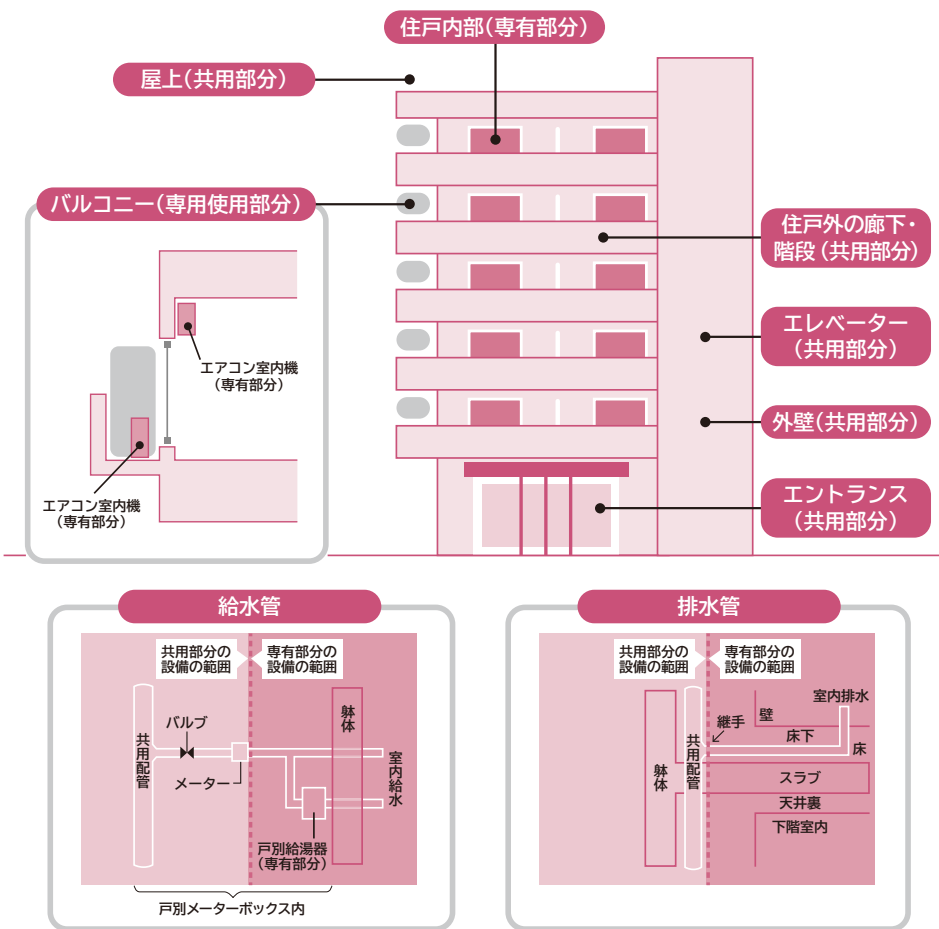 住戸内部(専有部分)
屋上(共用部分)
バルコニー(専用使用部分)
住戸外の廊下・
階段(共用部分)
エレベーター
(共用部分)
外壁(共用部分)
エントランス
(共用部分)
エアコン室内機
(専有部分)
エアコン室内機
(専有部分)
給水管
共用部分の
設備の範囲
専有部分の
設備の範囲
共用配管
バルブ
メーター
躰体
室内給水
戸別給湯器
(専有部分)
戸別メーターボックス内
排水管
共用部分の
設備の範囲
専有部分の
設備の範囲
躰体
共用配管
継手
壁
室内排水
床下
床
スラブ
天井裏
下階室内